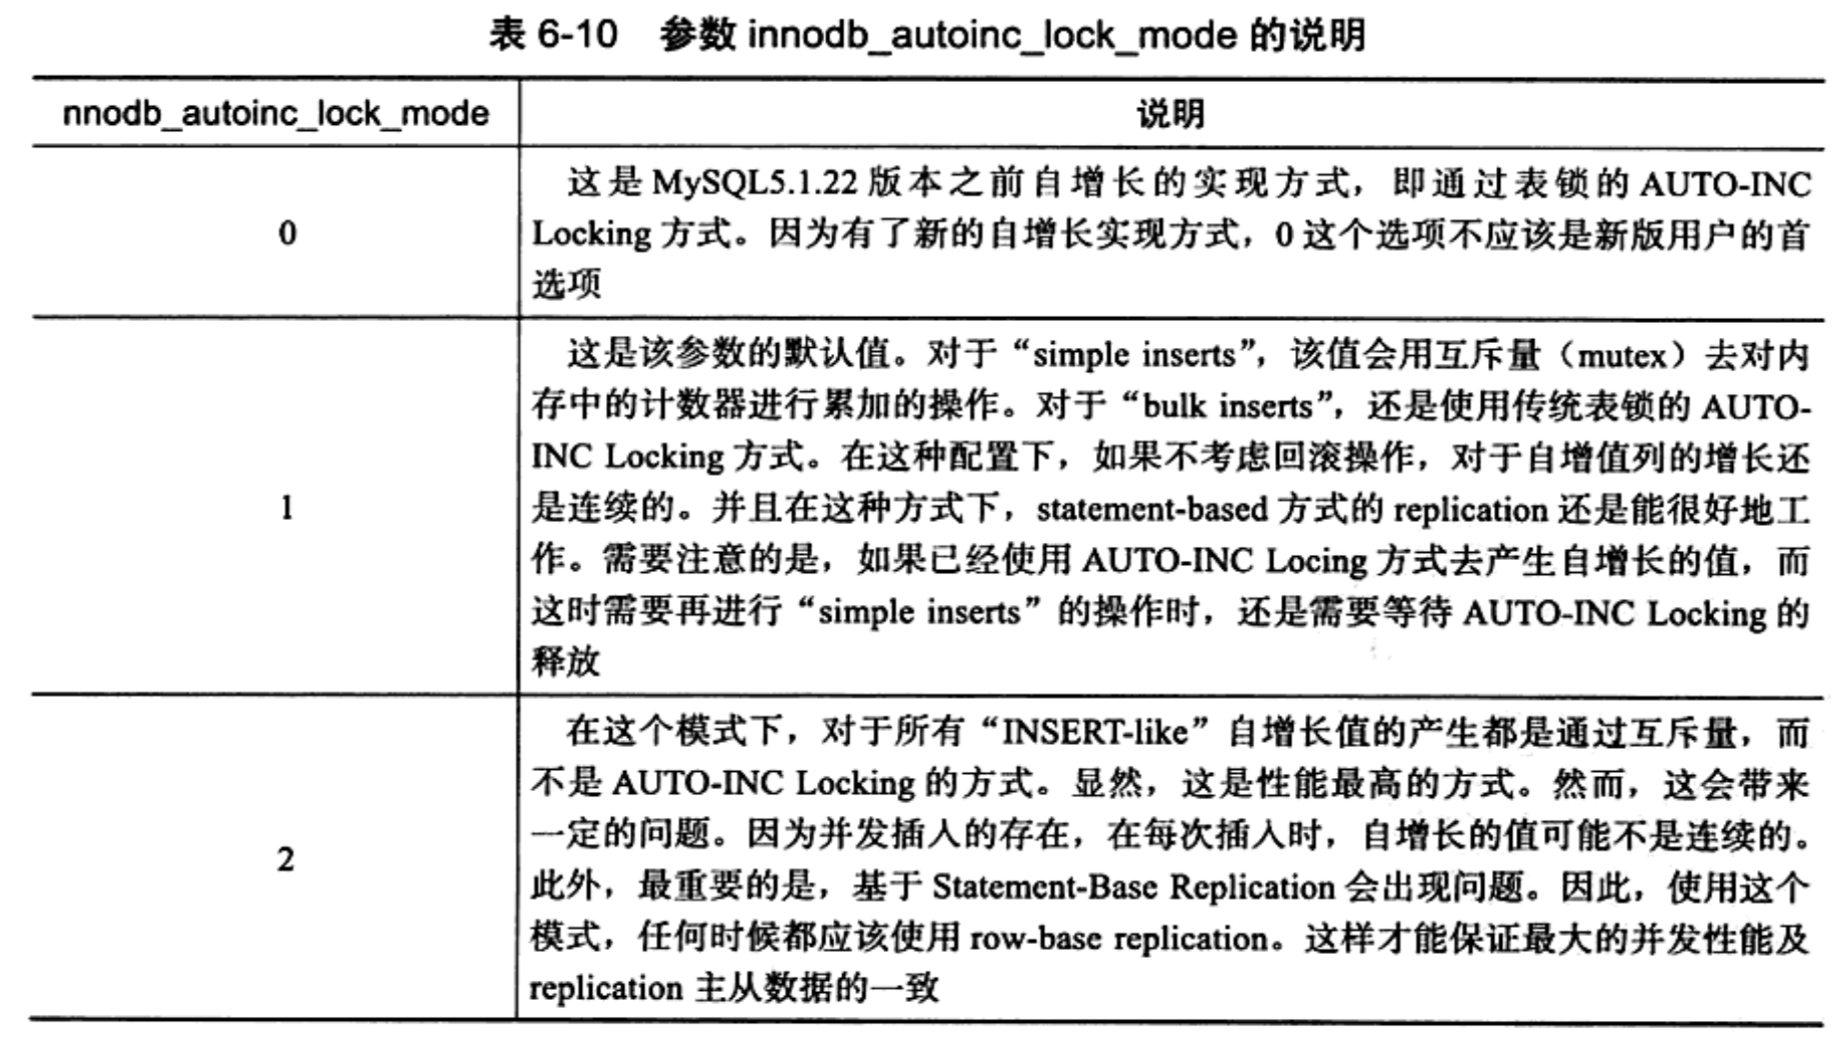 表 6-10 参数 innodb_autoinc_lock_mode 的说明
nnodb_autoinc_lock_mode 说明
0
这是 MySQL5.1.22 版本之前自增长的实现方式，即通过表锁的 AUTO-INC
Locking 方式。因为有了新的自增长实现方式，0 这个选项不应该是新版用户的首
选项
1
这是该参数的默认值。对于“simple inserts”，该值会用互斥量（mutex）去对内
存中的计数器进行累加的操作。对于“bulk inserts”，还是使用传统表锁的 AUTO-
INC Locking 方式。在这种配置下，如果不考虑回滚操作，对于自增值列的增长还
是连续的。并且在这种方式下，statement-based 方式的 replication 还是能很好地工
作。需要注意的是，如果已经使用 AUTO-INC Locing 方式去产生自增长的值，而
这时需要再进行“simple inserts”的操作时，还是需要等待 AUTO-INC Locking 的
释放
2
在这个模式下，对于所有“INSERT-like”自增长值的产生都是通过互斥量，而
不是 AUTO-INC Locking 的方式。显然，这是性能最高的方式。然而，这会带来
一定的问题。因为并发插入的存在，在每次插入时，自增长的值可能不是连续的。
此外，最重要的是，基于 Statement-Base Replication 会出现问题。因此，使用这个
模式，任何时候都应该使用 row-base replication。这样才能保证最大的并发性能及
replication 主从数据的一致